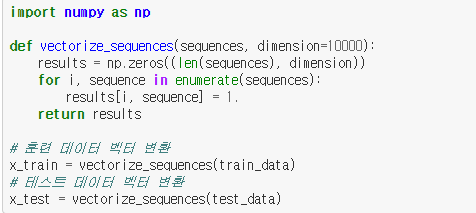 import numpy as np
def vectorize_sequences(sequences, dimension=10000):
    results = np.zeros((len(sequences), dimension))
    for i, sequence in enumerate(sequences):
        results[i, sequence] = 1.
    return results
# 훈련 데이터 벡터 변환
x_train = vectorize_sequences(train_data)
# 테스트 데이터 벡터 변환
x_test = vectorize_sequences(test_data)